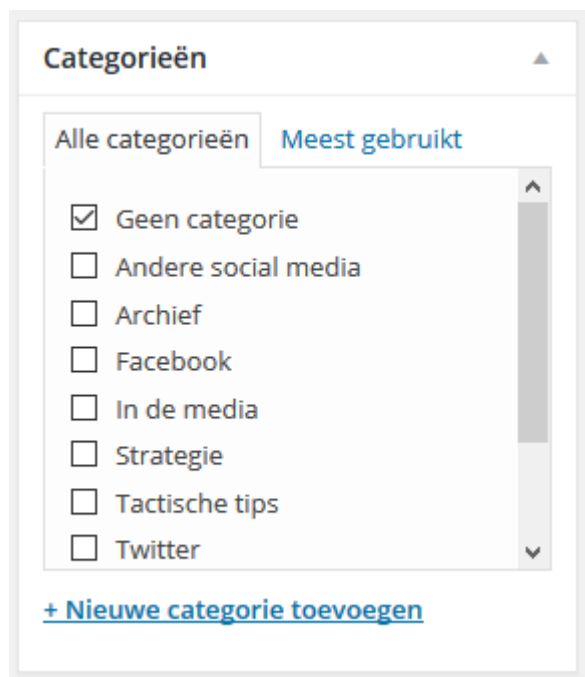 Categorieën
Alle categorieën Meest gebruikt
Geen categorie
Andere social media
Archief
Facebook
In de media
Strategie
Tactische tips
Twitter
+ Nieuwe categorie toevoegen